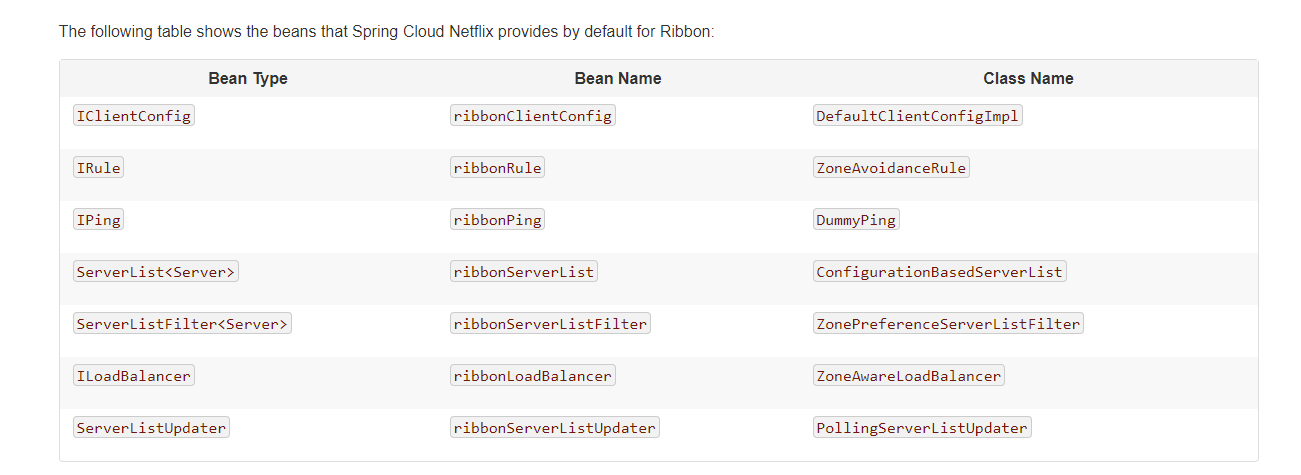 The following table shows the beans that Spring Cloud Netflix provides by default for Ribbon:
Bean Type Bean Name Class Name
IClientConfig ribbonClientConfig DefaultClientConfigImpl
IRule ribbonRule ZoneAvoidanceRule
IPing ribbonPing DummyPing
ServerList<Server> ribbonServerList ConfigurationBasedServerList
ServerListFilter<Server> ribbonServerListFilter ZonePreferenceServerListFilter
ILoadBalancer ribbonLoadBalancer ZoneAwareLoadBalancer
ServerListUpdater ribbonServerListUpdater PollingServerListUpdater